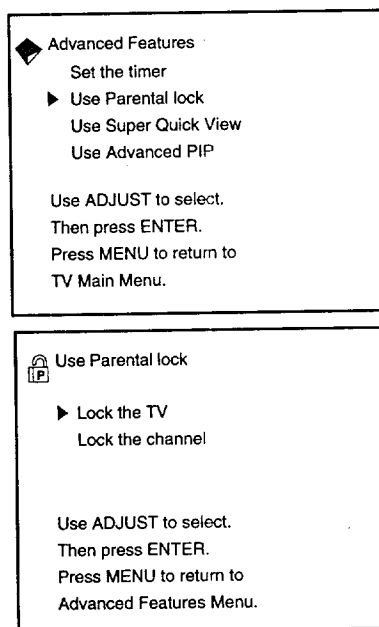 Advanced Features
Set the timer
Use Parental lock
Use Super Quick View
Use Advanced PIP
Use ADJUST to select.
Then press ENTER.
Press MENU to return to
TV Main Menu.
Use Parental lock
P
Lock the TV
Lock the channel
Use ADJUST to select.
Then press ENTER.
Press MENU to return to
Advanced Features Menu.